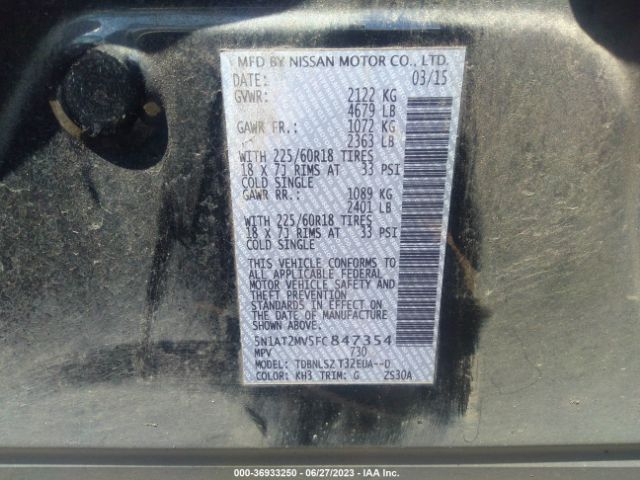 MFD BY NISSAN MOTOR CO., LTD.
DATE: 03/15
GVWR: 2122 KG
4679 LB
GAWR FR.: 1072 KG
2363 LB
WITH 225/60R18 TIRES
18 X 7J RIMS AT 33 PSI
COLD SINGLE
GAWR RR.: 1089 KG
2401 LB
WITH 225/60R18 TIRES
18 X 7J RIMS AT 33 PSI
COLD SINGLE
THIS VEHICLE CONFORMS TO
ALL APPLICABLE FEDERAL
MOTOR VEHICLE SAFETY AND
THEFT PREVENTION
STANDARDS IN EFFECT ON THE
DATE OF MANUFACTURE
SHOWN ABOVE.
5N1AT2MV5FC847354
MPV 730
MODEL: TDBNLSZ T32EUA--D
COLOR: KH3 TRIM: G 2S30A
0-36933250 - 06/27/2023 - IAA Inc.